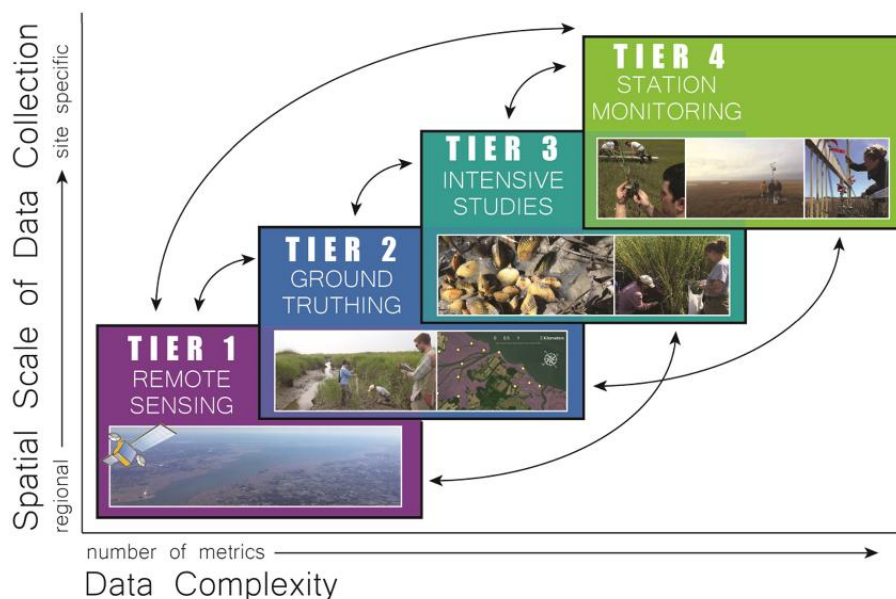 TIER 4
STATION
MONITORING
TIER 3
INTENSIVE
STUDIES
TIER 2
GROUND
TRUTHING
TIER 1
REMOTE
SENSING
Spatial Scale of Data Collection
regional
site specific
number of metrics
Data Complexity